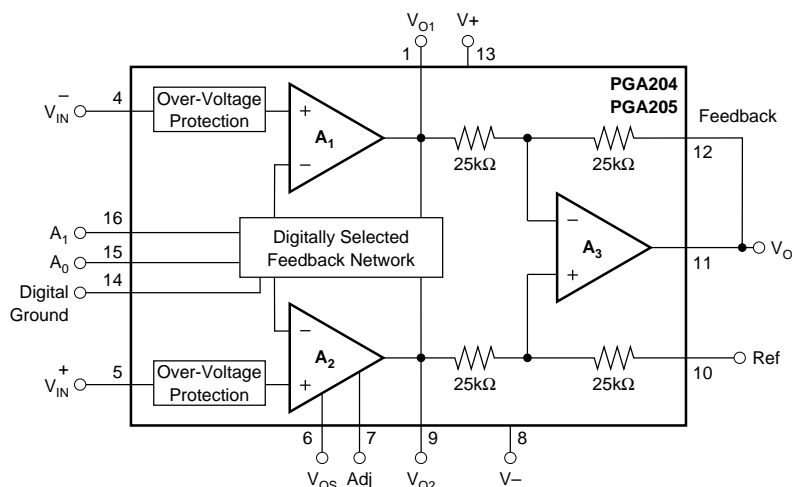 V_O1
V+
1
13
PGA204
PGA205
V_IN^–
4
Over-Voltage
Protection
+
A_1
–
25kΩ
25kΩ
Feedback
12
A_1
16
A_0
15
14
Digital
Ground
Digitally Selected
Feedback Network
–
A_3
+
11
V_O
–
A_2
+
V_IN^+
5
Over-Voltage
Protection
25kΩ
25kΩ
10
Ref
6
7
9
8
V_OS
Adj
V_O2
V–